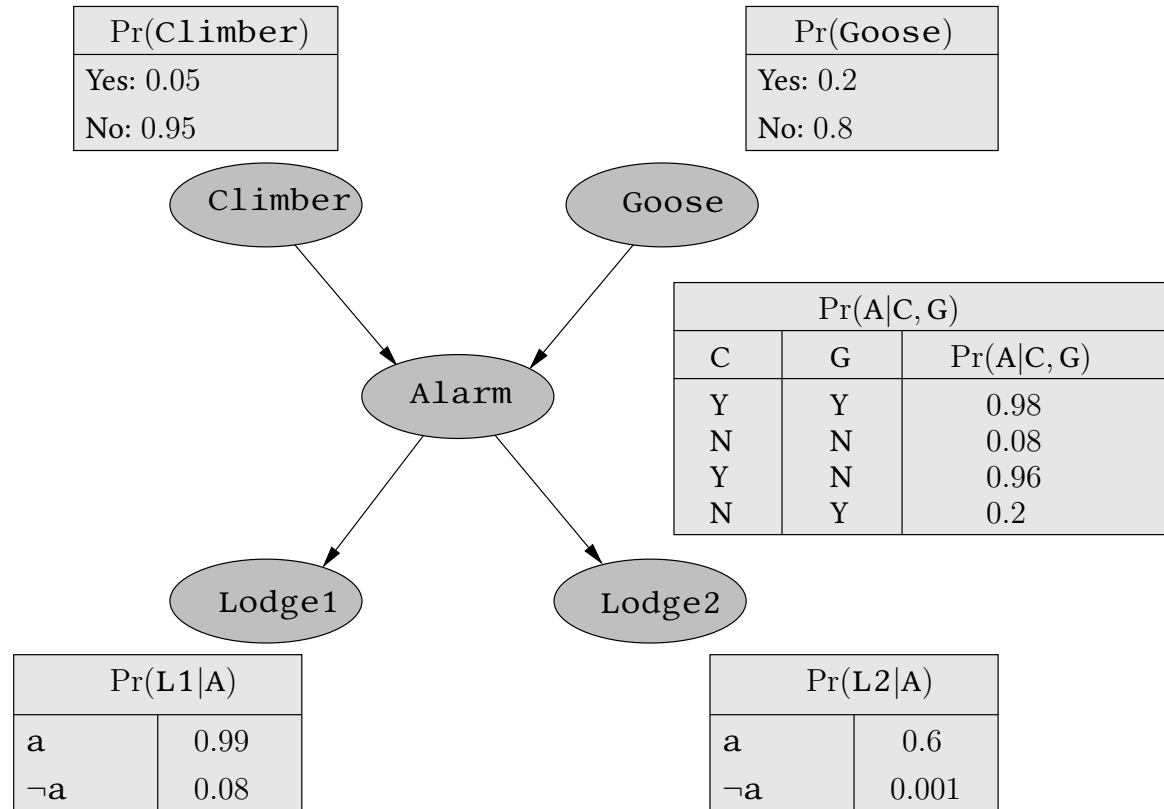 Pr(Climber)
Yes: 0.05
No: 0.95
Pr(Goose)
Yes: 0.2
No: 0.8
Climber
Goose
Pr(A|C, G)
C G Pr(A|C, G)
Y Y 0.98
N N 0.08
Y N 0.96
N Y 0.2
Alarm
Lodge1
Lodge2
Pr(L1|A)
a 0.99
¬a 0.08
Pr(L2|A)
a 0.6
¬a 0.001